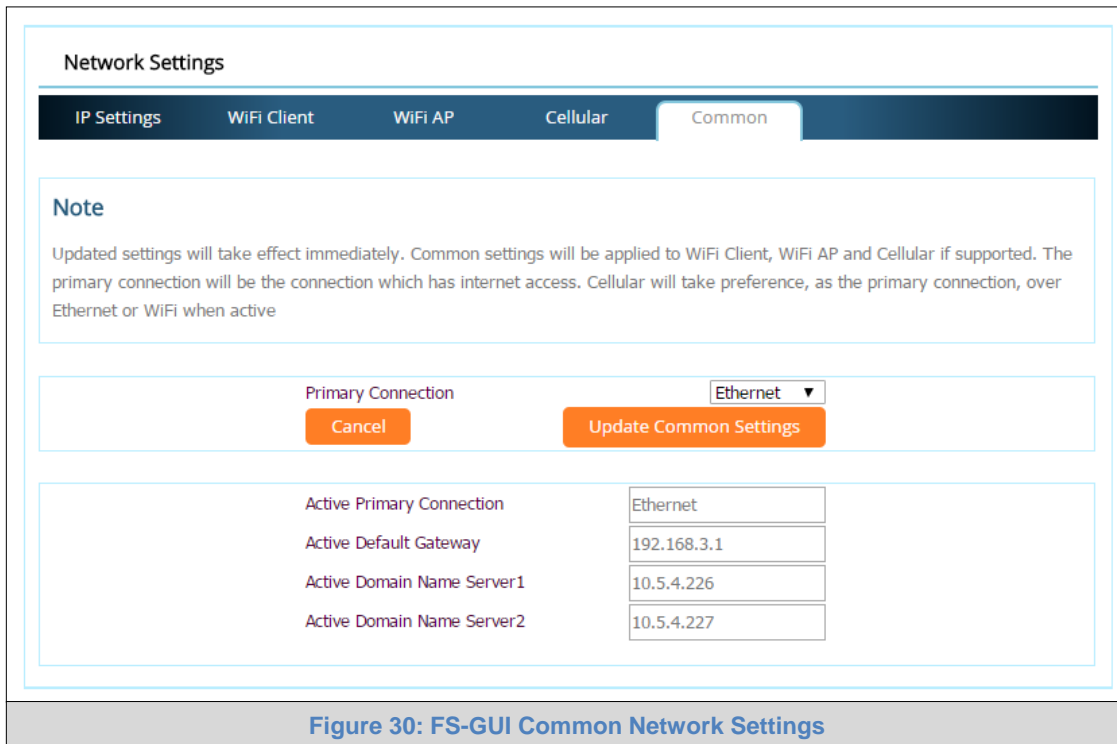 Network Settings
IP Settings WiFi Client WiFi AP Cellular Common
Note
Updated settings will take effect immediately. Common settings will be applied to WiFi Client, WiFi AP and Cellular if supported. The
primary connection will be the connection which has internet access. Cellular will take preference, as the primary connection, over
Ethernet or WiFi when active
Primary Connection Ethernet
Cancel Update Common Settings
Active Primary Connection Ethernet
Active Default Gateway 192.168.3.1
Active Domain Name Server1 10.5.4.226
Active Domain Name Server2 10.5.4.227
Figure 30: FS-GUI Common Network Settings